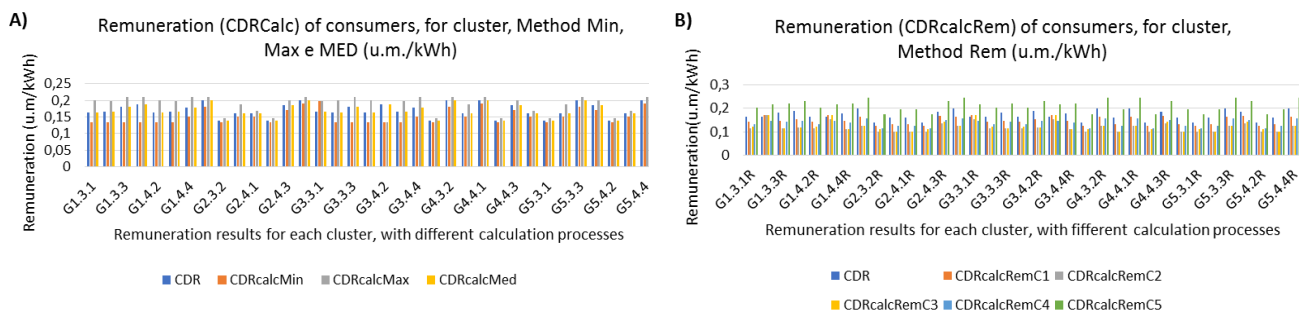 A)
Remuneration (CDRCalc) of consumers, for cluster, Method Min,
Max e MED (u.m./kWh)
Remuneration(u.m/kWh)
0,25
0,2
0,15
0,1
0,05
0
G1.3.1
G1.3.3
G1.4.2
G1.4.4
G2.3.2
G2.4.1
G2.4.3
G3.3.1
G3.3.3
G3.4.2
G3.4.4
G4.3.2
G4.4.1
G4.4.3
G5.3.1
G5.3.3
G5.4.2
G5.4.4
Remuneration results for each cluster, with different calculation processes
CDR CDRcalcMin CDRcalcMax CDRcalcMed
B)
Remuneration (CDRcalcRem) of consumers, for cluster,
Method Rem (u.m./kWh)
Remuneration (u.m/kWh)
0,3
0,2
0,1
0
G1.3.1R
G1.3.3R
G1.4.2R
G1.4.4R
G2.3.2R
G2.4.1R
G2.4.3R
G3.3.1R
G3.3.3R
G3.4.2R
G3.4.4R
G4.3.2R
G4.4.1R
G4.4.3R
G5.3.1R
G5.3.3R
G5.4.2R
G5.4.4R
Remuneration results for each cluster, with fifferent calculation processes
CDR CDRcalcRemC1 CDRcalcRemC2
CDRcalcRemC3 CDRcalcRemC4 CDRcalcRemC5